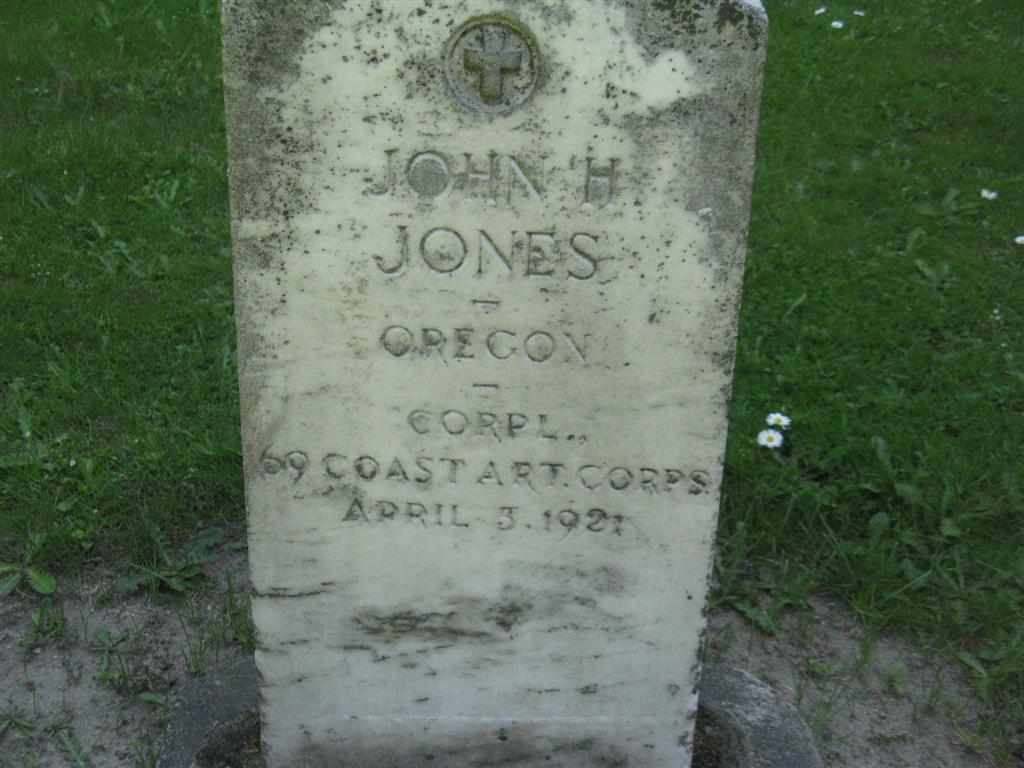 JOHN H
JONES
OREGON
CORPL.,
69 COAST ART. CORPS.
APRIL 3, 1921